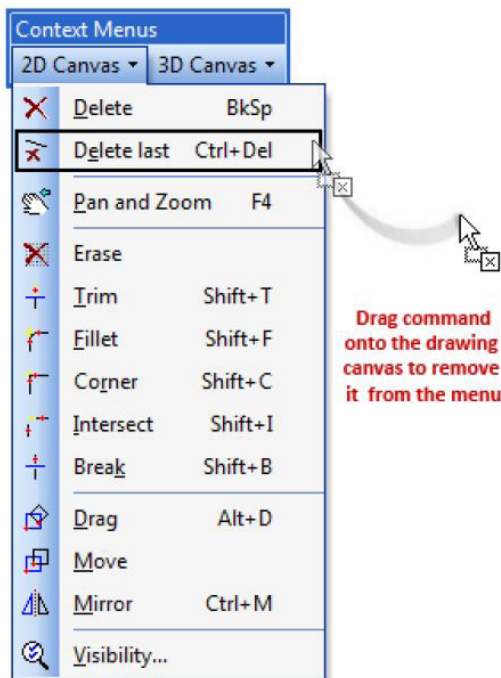 Context Menus
2D Canvas 3D Canvas
Delete BkSp
Delete last Ctrl+Del
Pan and Zoom F4
Erase
Trim Shift+T
Fillet Shift+F
Corner Shift+C
Intersect Shift+I
Break Shift+B
Drag Alt+D
Move
Mirror Ctrl+M
Visibility...
Drag command
onto the drawing
canvas to remove
it from the menu